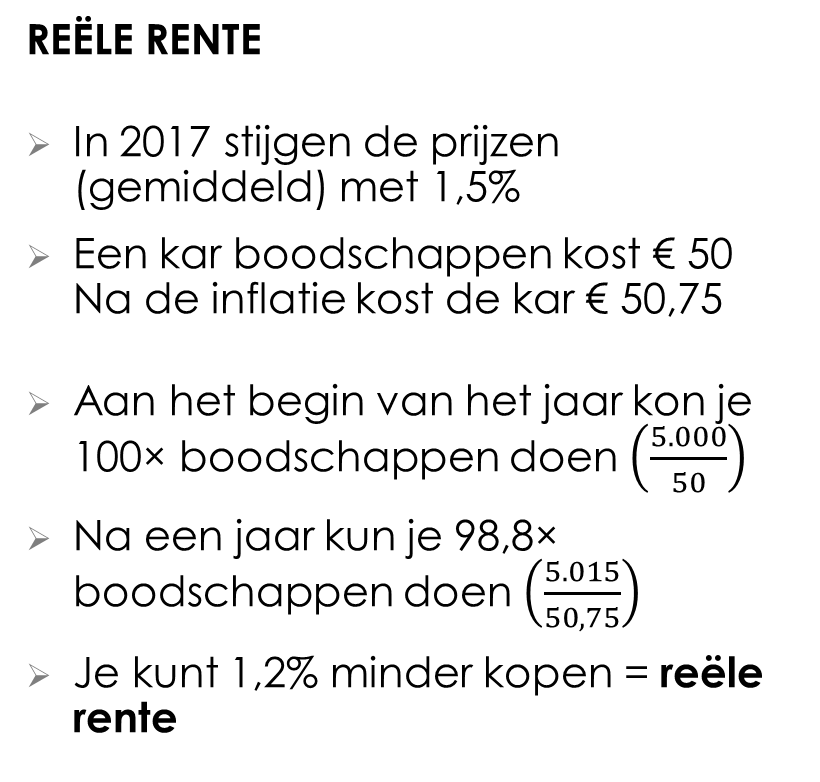 REËLE RENTE
➢ In 2017 stijgen de prijzen
(gemiddeld) met 1,5%
➢ Een kar boodschappen kost € 50
Na de inflatie kost de kar € 50,75
➢ Aan het begin van het jaar kon je
100× boodschappen doen (5.000/50)
➢ Na een jaar kun je 98,8×
boodschappen doen (5.015/50,75)
➢ Je kunt 1,2% minder kopen = reële
rente